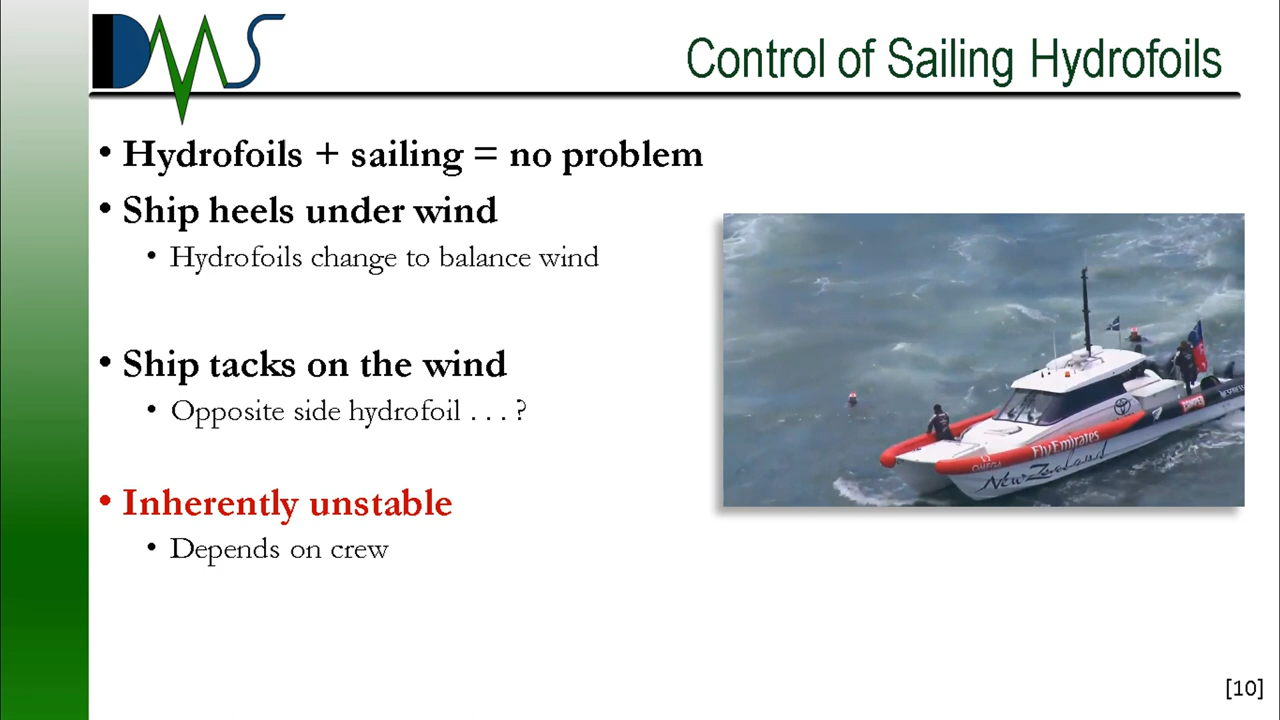 DMS
Control of Sailing Hydrofoils
• Hydrofoils + sailing = no problem
• Ship heels under wind
• Hydrofoils change to balance wind
• Ship tacks on the wind
• Opposite side hydrofoil . . . ?
• Inherently unstable
• Depends on crew
Fly Emirates
OMEGA
New Zealand
[10]